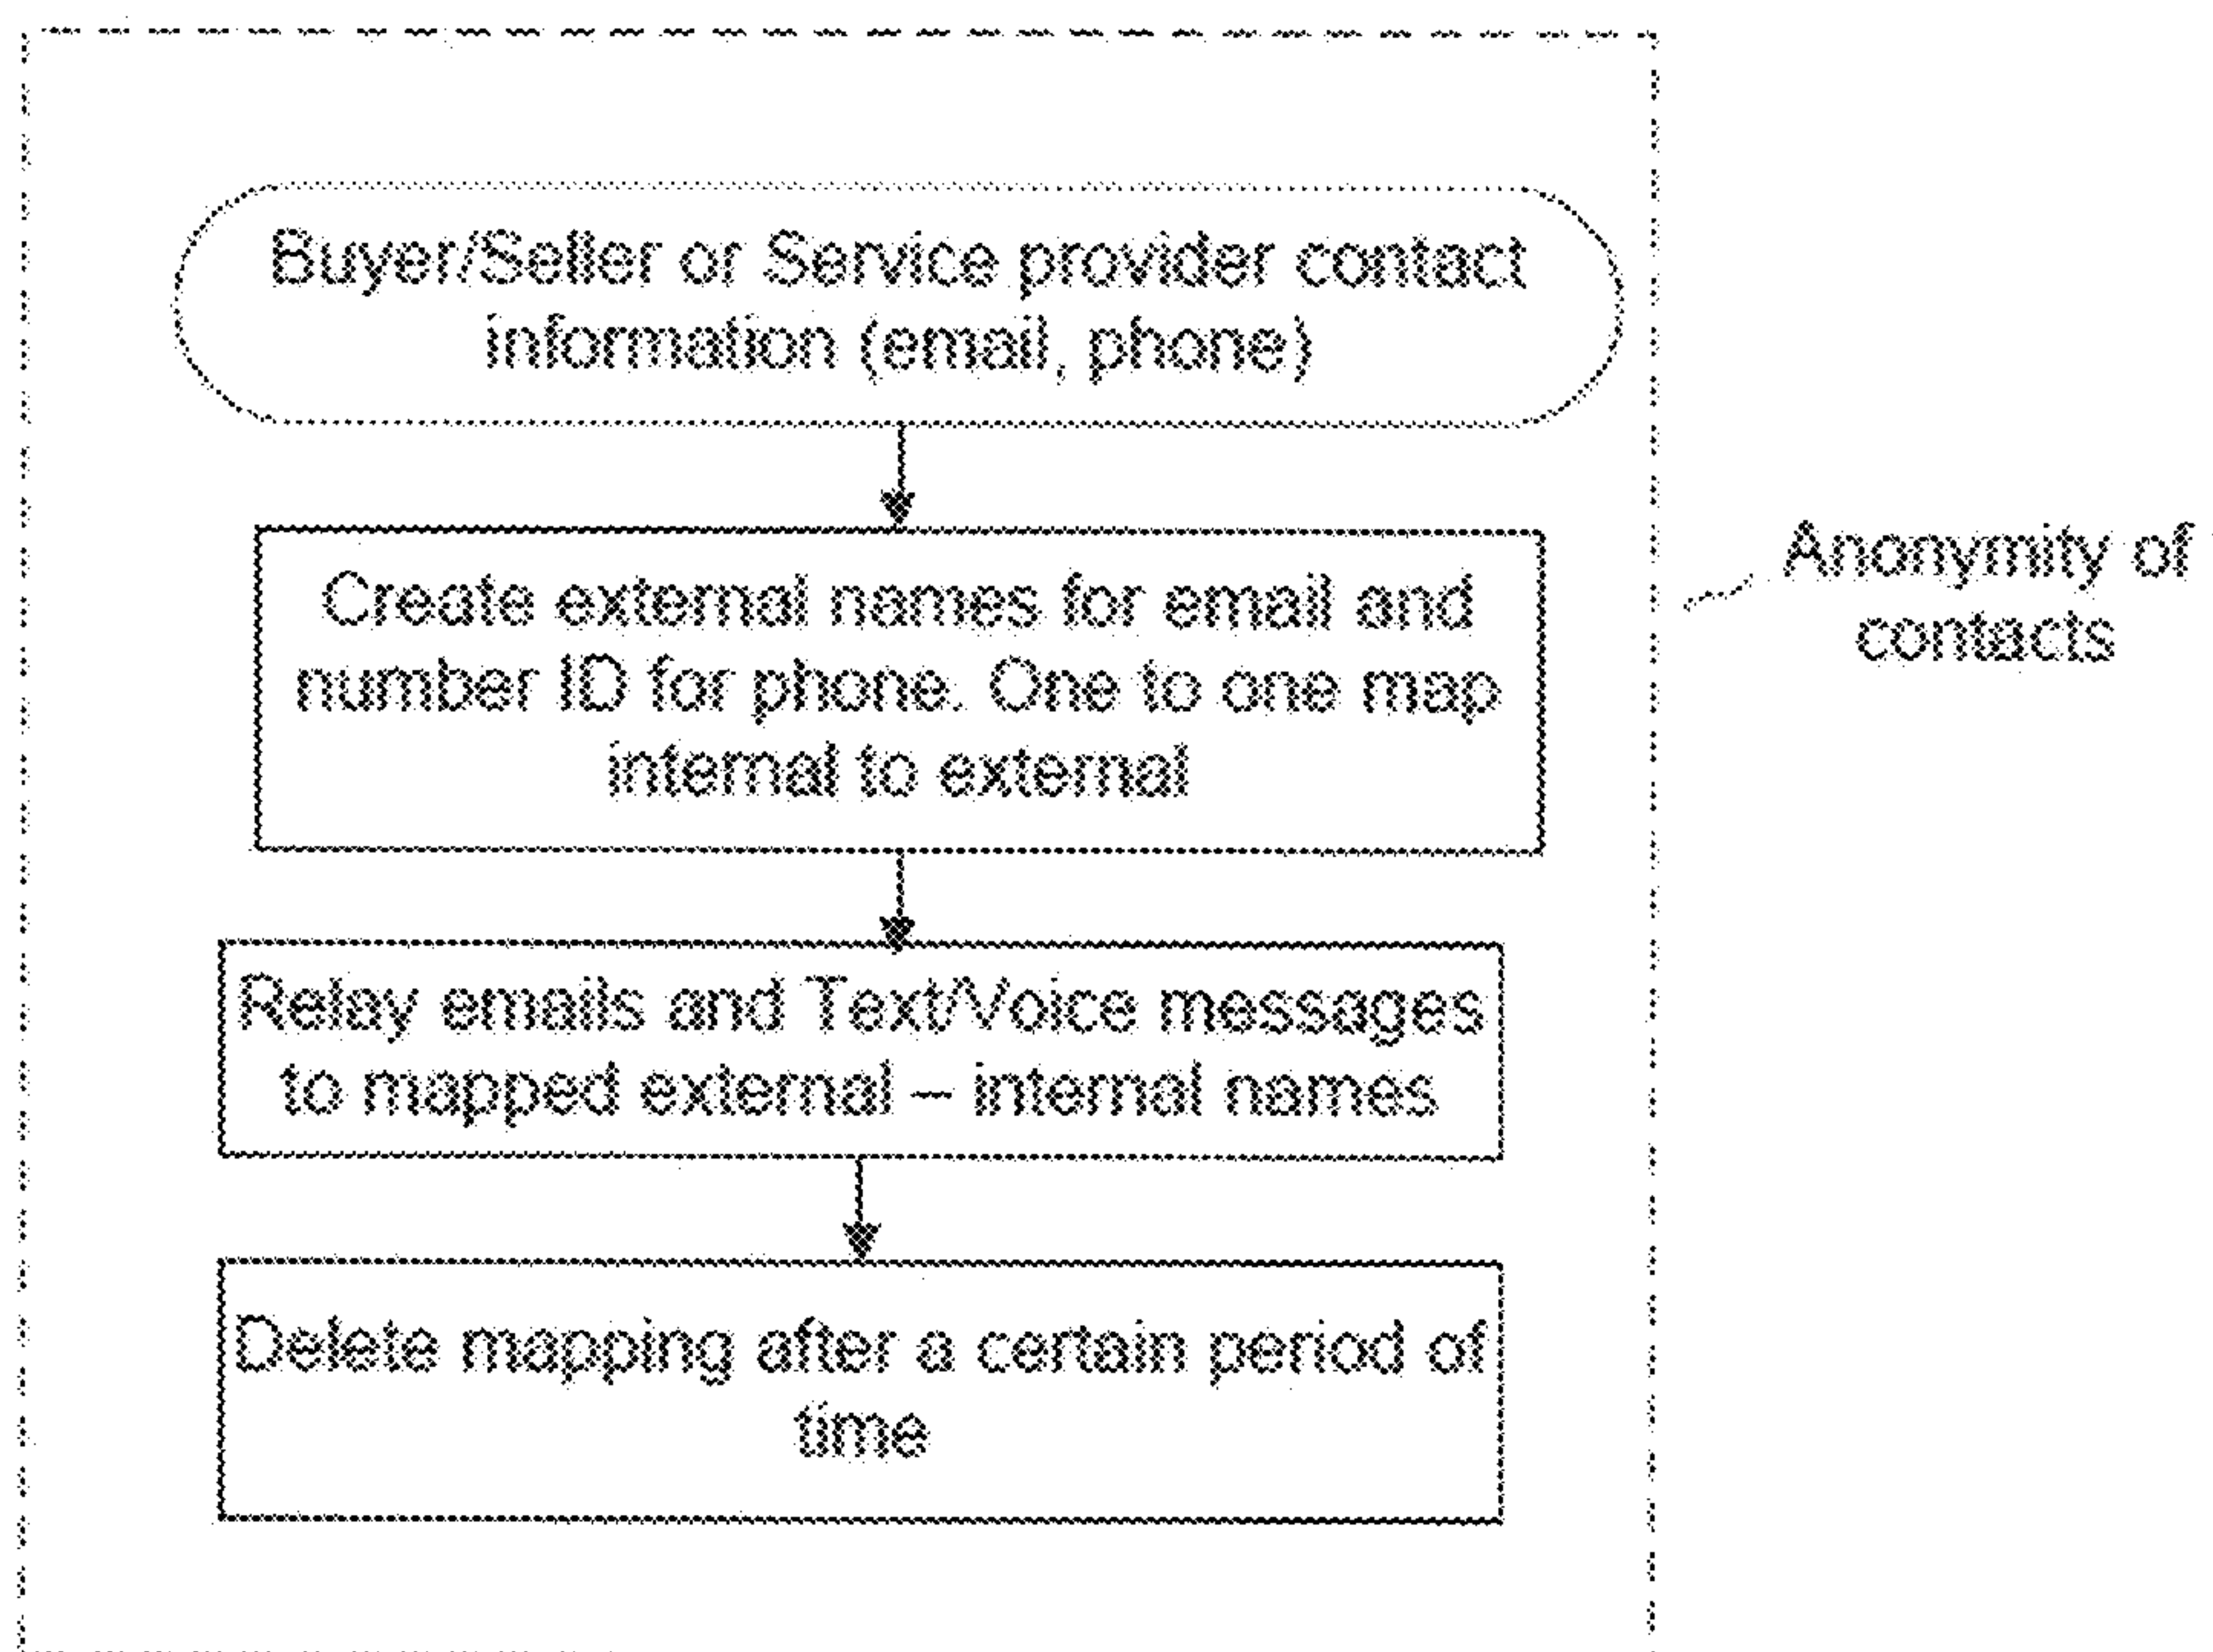 Buyer/Seller or Service provider contact
information (email, phone)
Create external names for email and
number ID for phone. One to one map
internal to external
Anonymity of
contacts
Relay emails and Text/Voice messages
to mapped external – internal names
Delete mapping after a certain period of
time